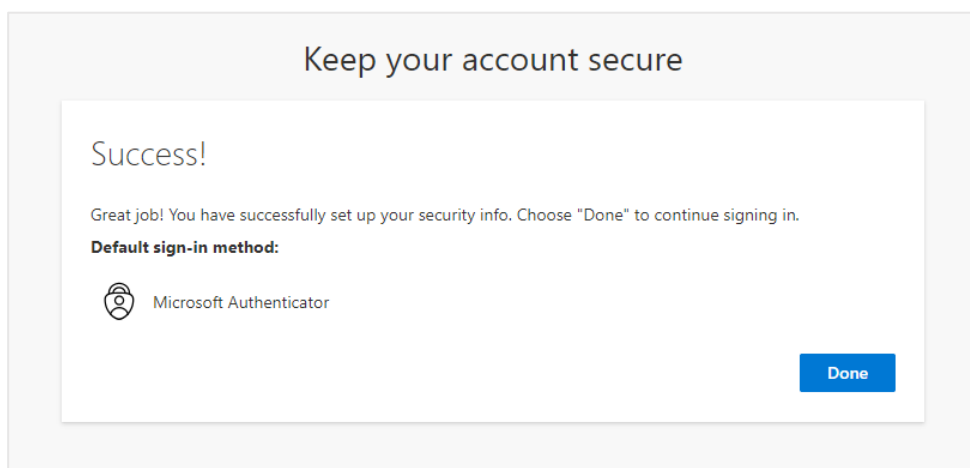 Keep your account secure
Success!
Great job! You have successfully set up your security info. Choose "Done" to continue signing in.
Default sign-in method:
Microsoft Authenticator
Done